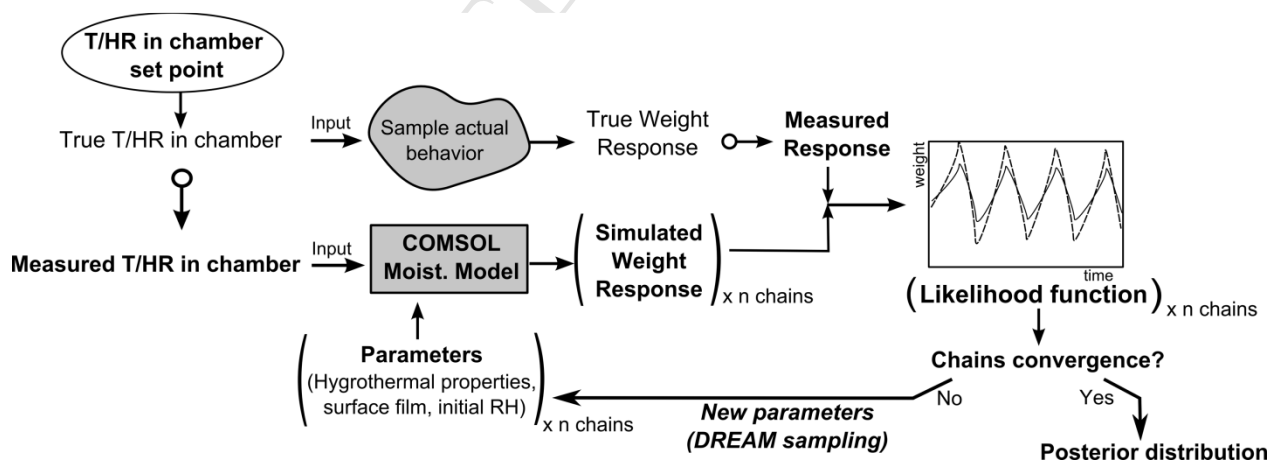 T/HR in chamber
set point
True T/HR in chamber
Input
Sample actual
behavior
True Weight
Response
Measured
Response
weight
time
Measured T/HR in chamber
Input
COMSOL
Moist. Model
Simulated
Weight
Response
x n chains
(Likelihood function)
x n chains
Parameters
(Hygrothermal properties,
surface film, initial RH)
x n chains
Chains convergence?
No
Yes
New parameters
(DREAM sampling)
Posterior distribution